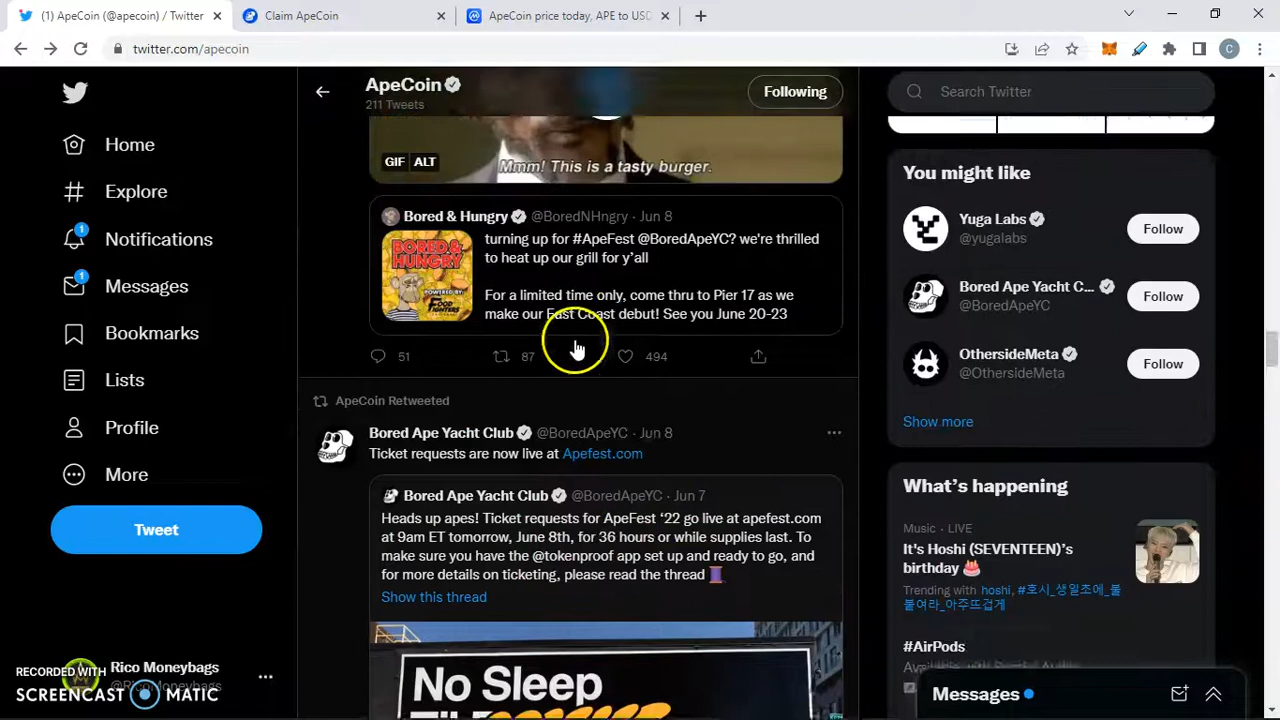 (1) ApeCoin (@apecoin) / Twitter
Claim ApeCoin
ApeCoin price today, APE to USD
twitter.com/apecoin
C
ApeCoin
211 Tweets
Following
Search Twitter
Home
Explore
1
Notifications
1
Messages
Bookmarks
Lists
Profile
More
Tweet
Rico Moneybags
@RicoMoneybags
RECORDED WITH
SCREENCAST MATIC
GIF ALT
Mmm! This is a tasty burger.
Bored & Hungry @BoredNHngry · Jun 8
BORED &
HUNGRY
POWERED BY
FOOD
FIGHTERS
turning up for #ApeFest @BoredApeYC? we're thrilled
to heat up our grill for y'all
For a limited time only, come thru to Pier 17 as we
make our East Coast debut! See you June 20-23
51
87
494
ApeCoin Retweeted
Bored Ape Yacht Club @BoredApeYC · Jun 8
Ticket requests are now live at Apefest.com
Bored Ape Yacht Club @BoredApeYC · Jun 7
Heads up apes! Ticket requests for ApeFest ‘22 go live at apefest.com
at 9am ET tomorrow, June 8th, for 36 hours or while supplies last. To
make sure you have the @tokenproof app set up and ready to go, and
for more details on ticketing, please read the thread
Show this thread
No Sleep
You might like
Yuga Labs
@yugalabs
Follow
Bored Ape Yacht C...
@BoredApeYC
Follow
OthersideMeta
@OthersideMeta
Follow
Show more
What's happening
Music · LIVE
It's Hoshi (SEVENTEEN)'s
birthday
Trending with hoshi, #호시_생일초에_불
붙여라_아주뜨겁게
#AirPods
Messages